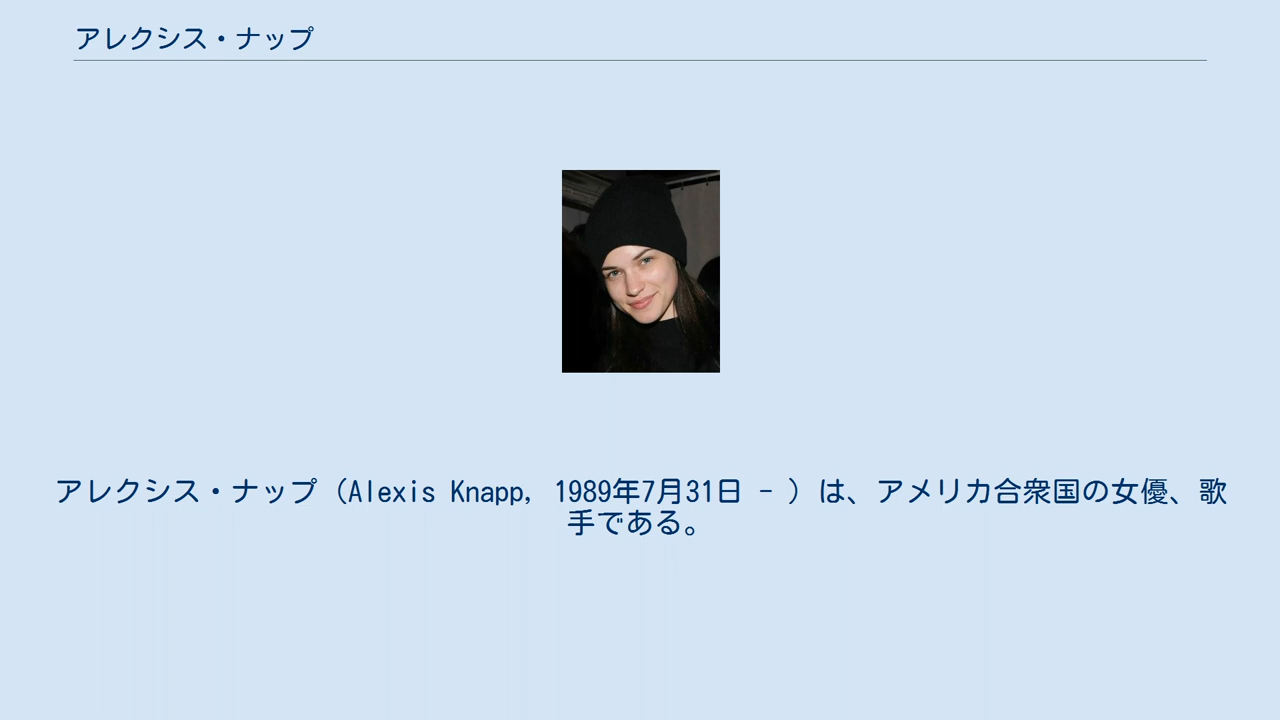 アレクシス・ナップ
アレクシス・ナップ（Alexis Knapp, 1989年7月31日 - ）は、アメリカ合衆国の女優、歌
手である。